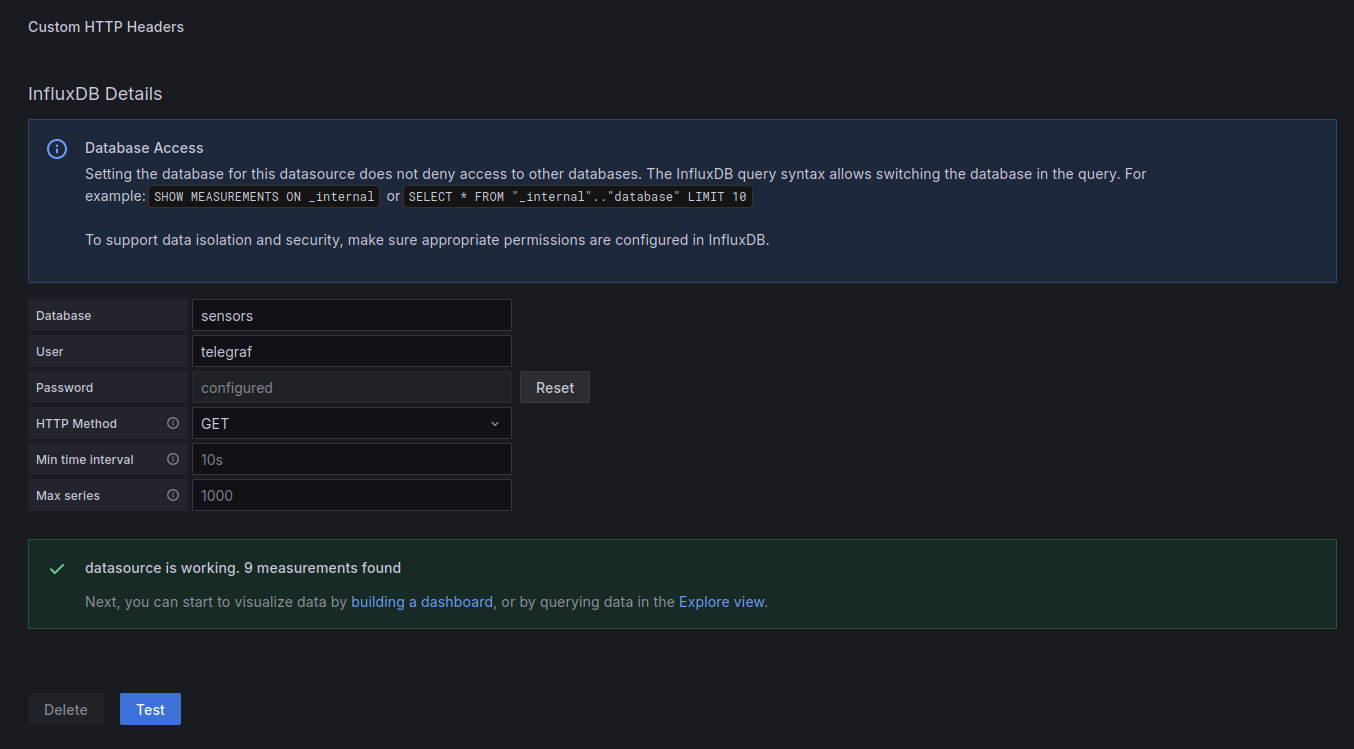 Custom HTTP Headers
InfluxDB Details
Database Access
Setting the database for this datasource does not deny access to other databases. The InfluxDB query syntax allows switching the database in the query. For
example: SHOW MEASUREMENTS ON _internal or SELECT * FROM "_internal".."database" LIMIT 10
To support data isolation and security, make sure appropriate permissions are configured in InfluxDB.
Database sensors
User telegraf
Password configured Reset
HTTP Method GET
Min time interval 10s
Max series 1000
datasource is working. 9 measurements found
Next, you can start to visualize data by building a dashboard, or by querying data in the Explore view.
Delete Test